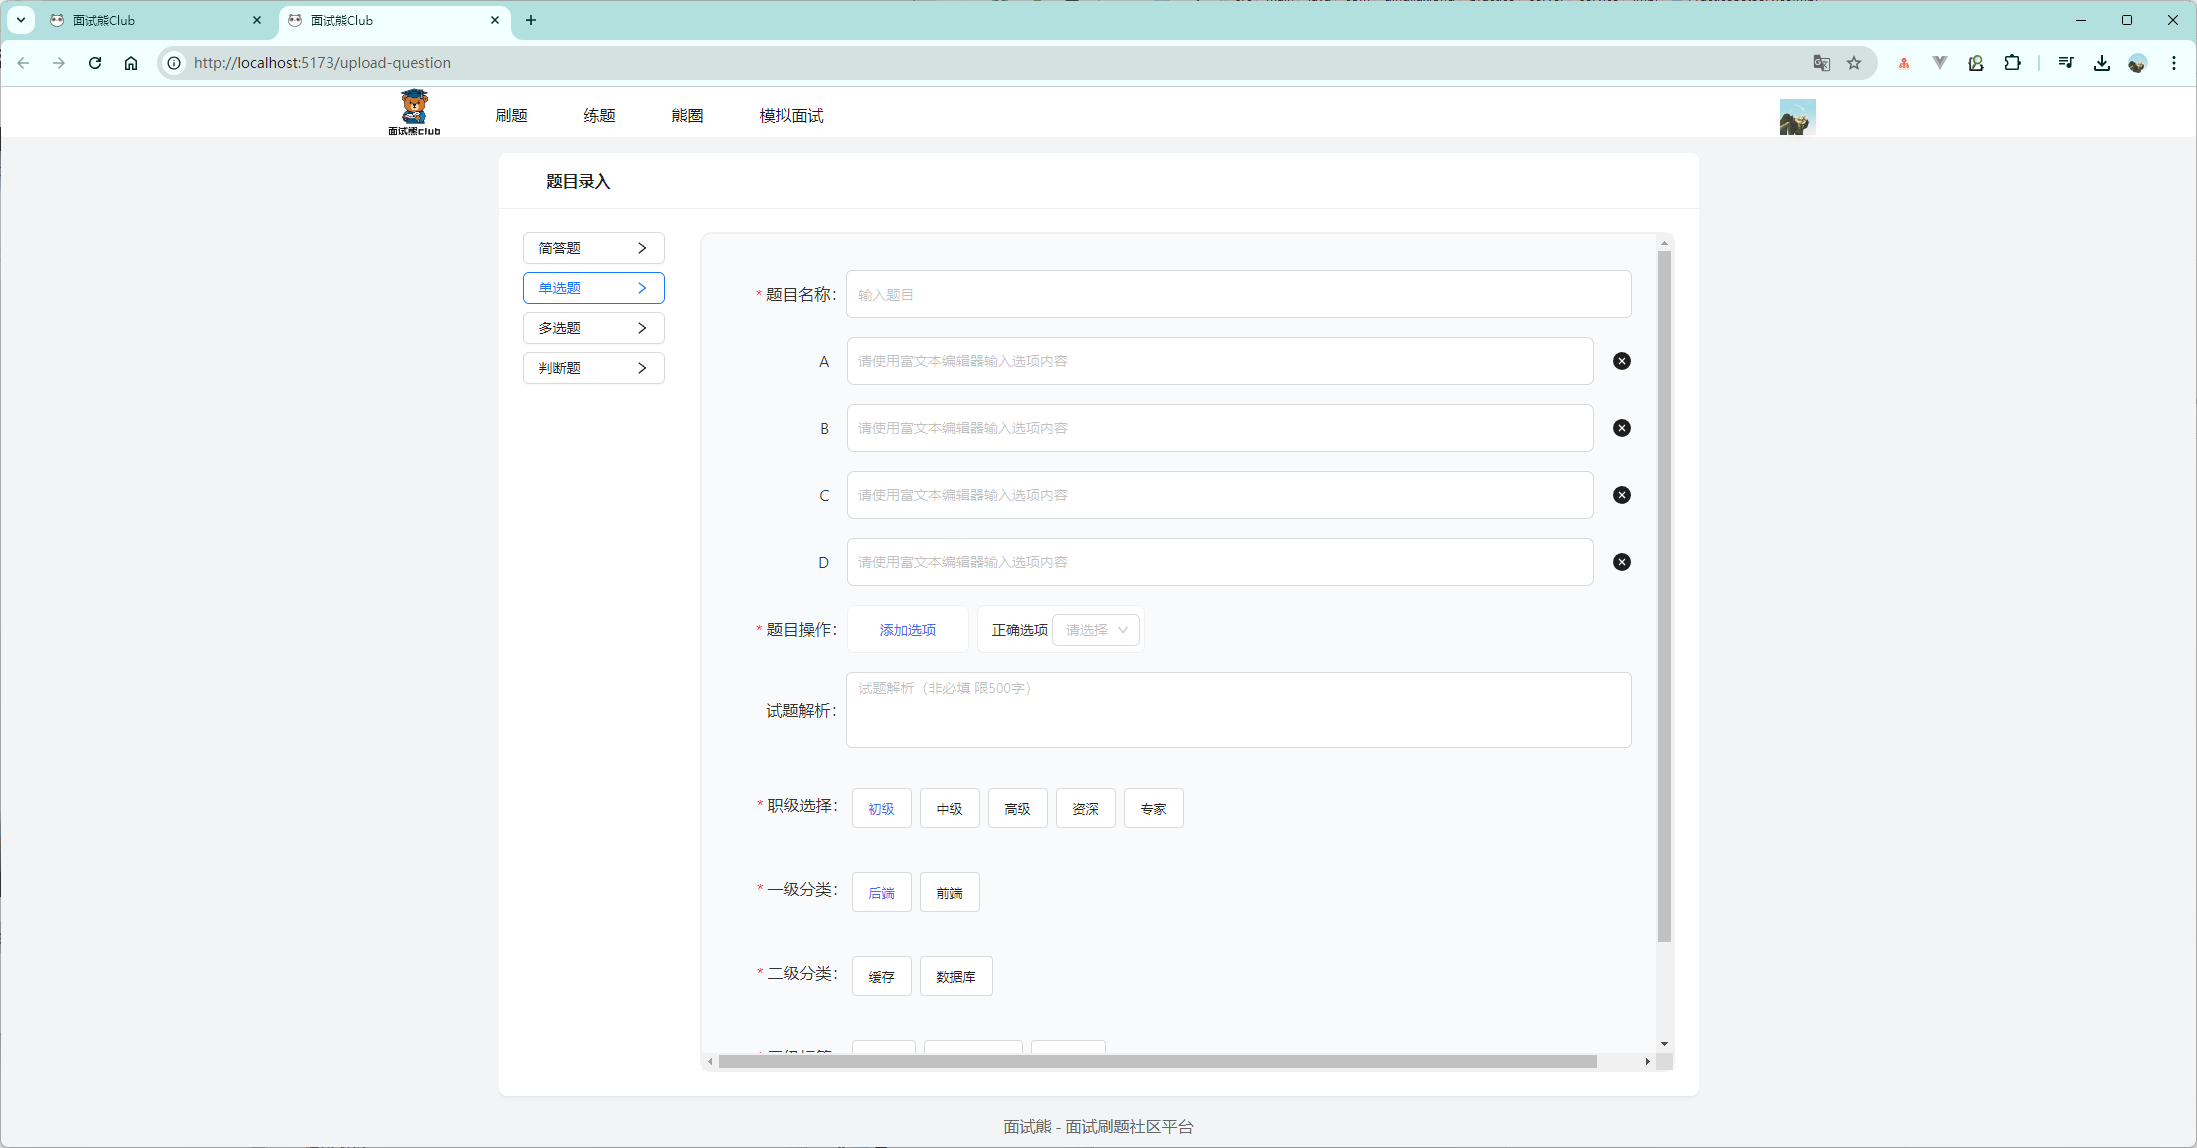 面试熊Club
面试熊Club
http://localhost:5173/upload-question
面试熊club
刷题
练题
熊圈
模拟面试
题目录入
简答题
单选题
多选题
判断题
* 题目名称：
输入题目
A
请使用富文本编辑器输入选项内容
B
请使用富文本编辑器输入选项内容
C
请使用富文本编辑器输入选项内容
D
请使用富文本编辑器输入选项内容
* 题目操作：
添加选项
正确选项
请选择
试题解析：
试题解析（非必填 限500字）
* 职级选择：
初级
中级
高级
资深
专家
* 一级分类：
后端
前端
* 二级分类：
缓存
数据库
面试熊 - 面试刷题社区平台